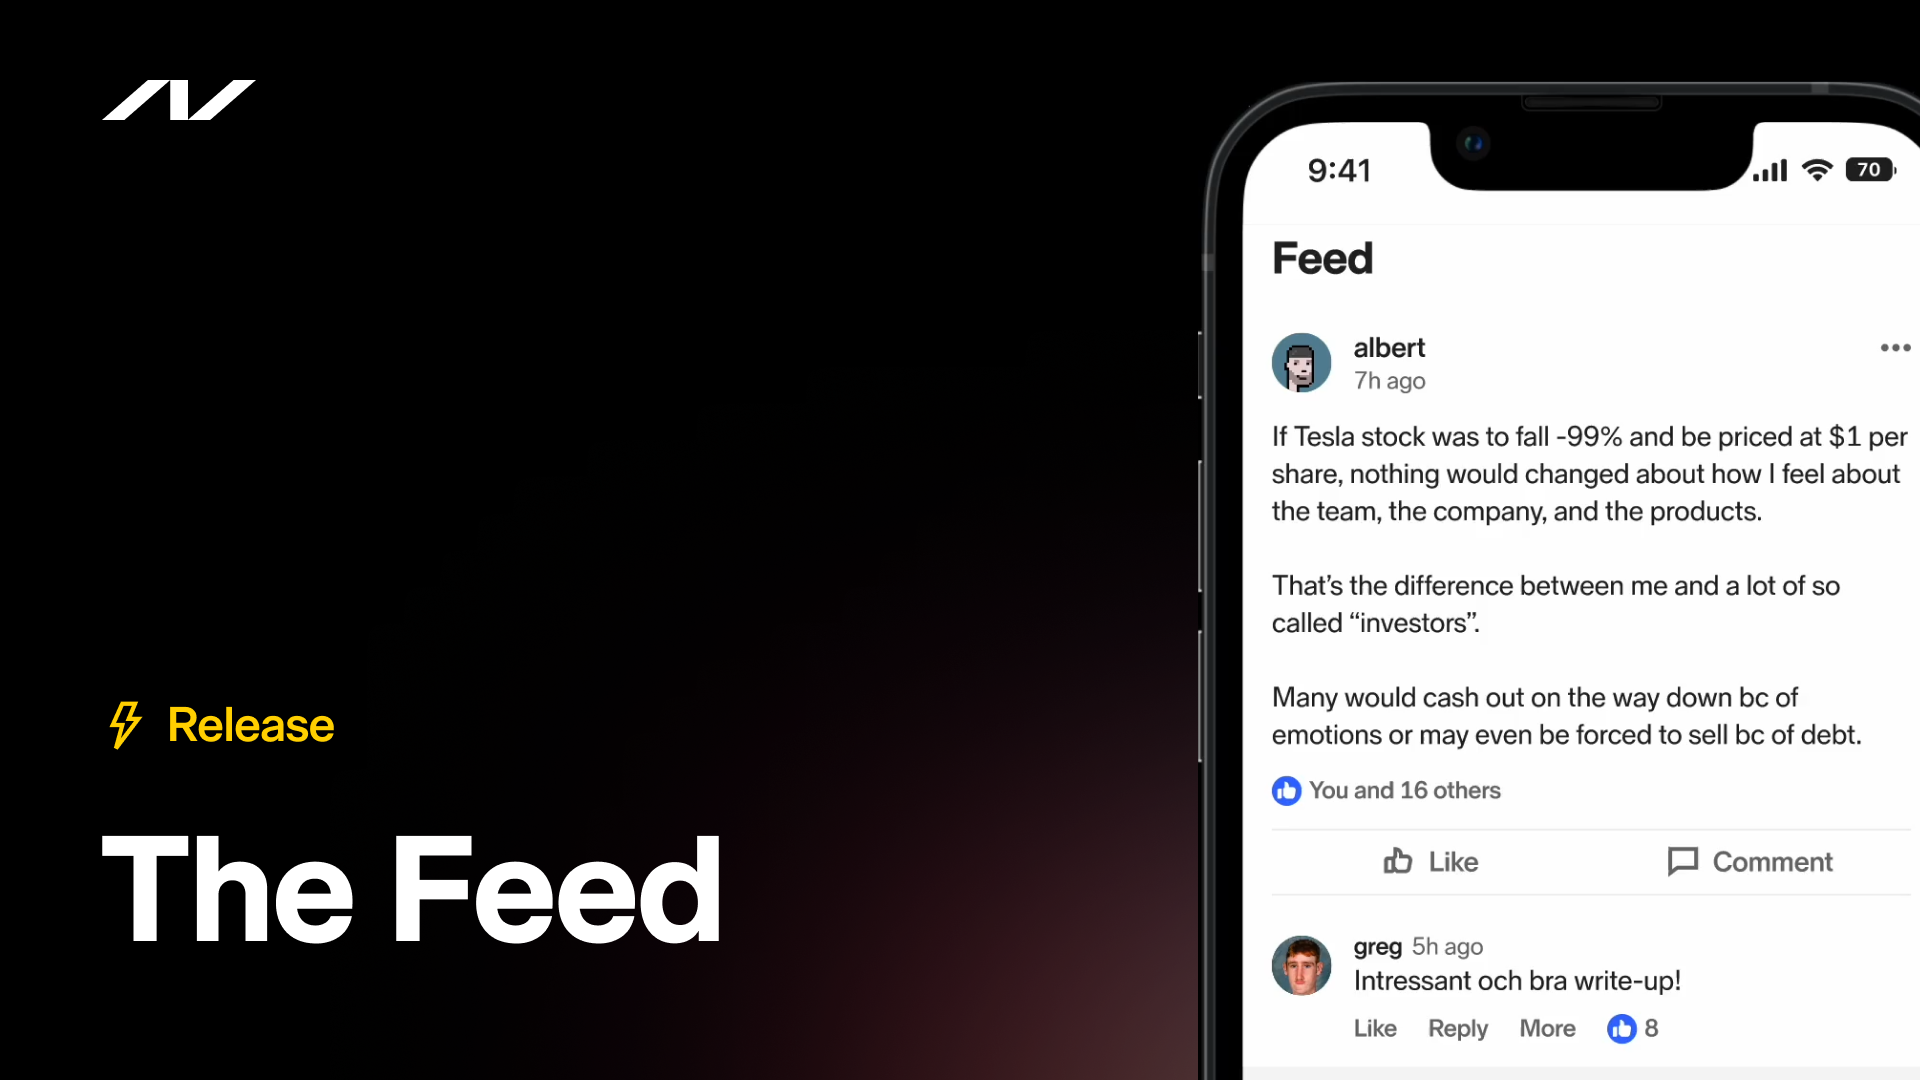 Release
The Feed
9:41
70
Feed
albert
7h ago
If Tesla stock was to fall -99% and be priced at $1 per
share, nothing would changed about how I feel about
the team, the company, and the products.
That’s the difference between me and a lot of so
called “investors”.
Many would cash out on the way down bc of
emotions or may even be forced to sell bc of debt.
You and 16 others
Like Comment
greg 5h ago
Intressant och bra write-up!
Like Reply More 8